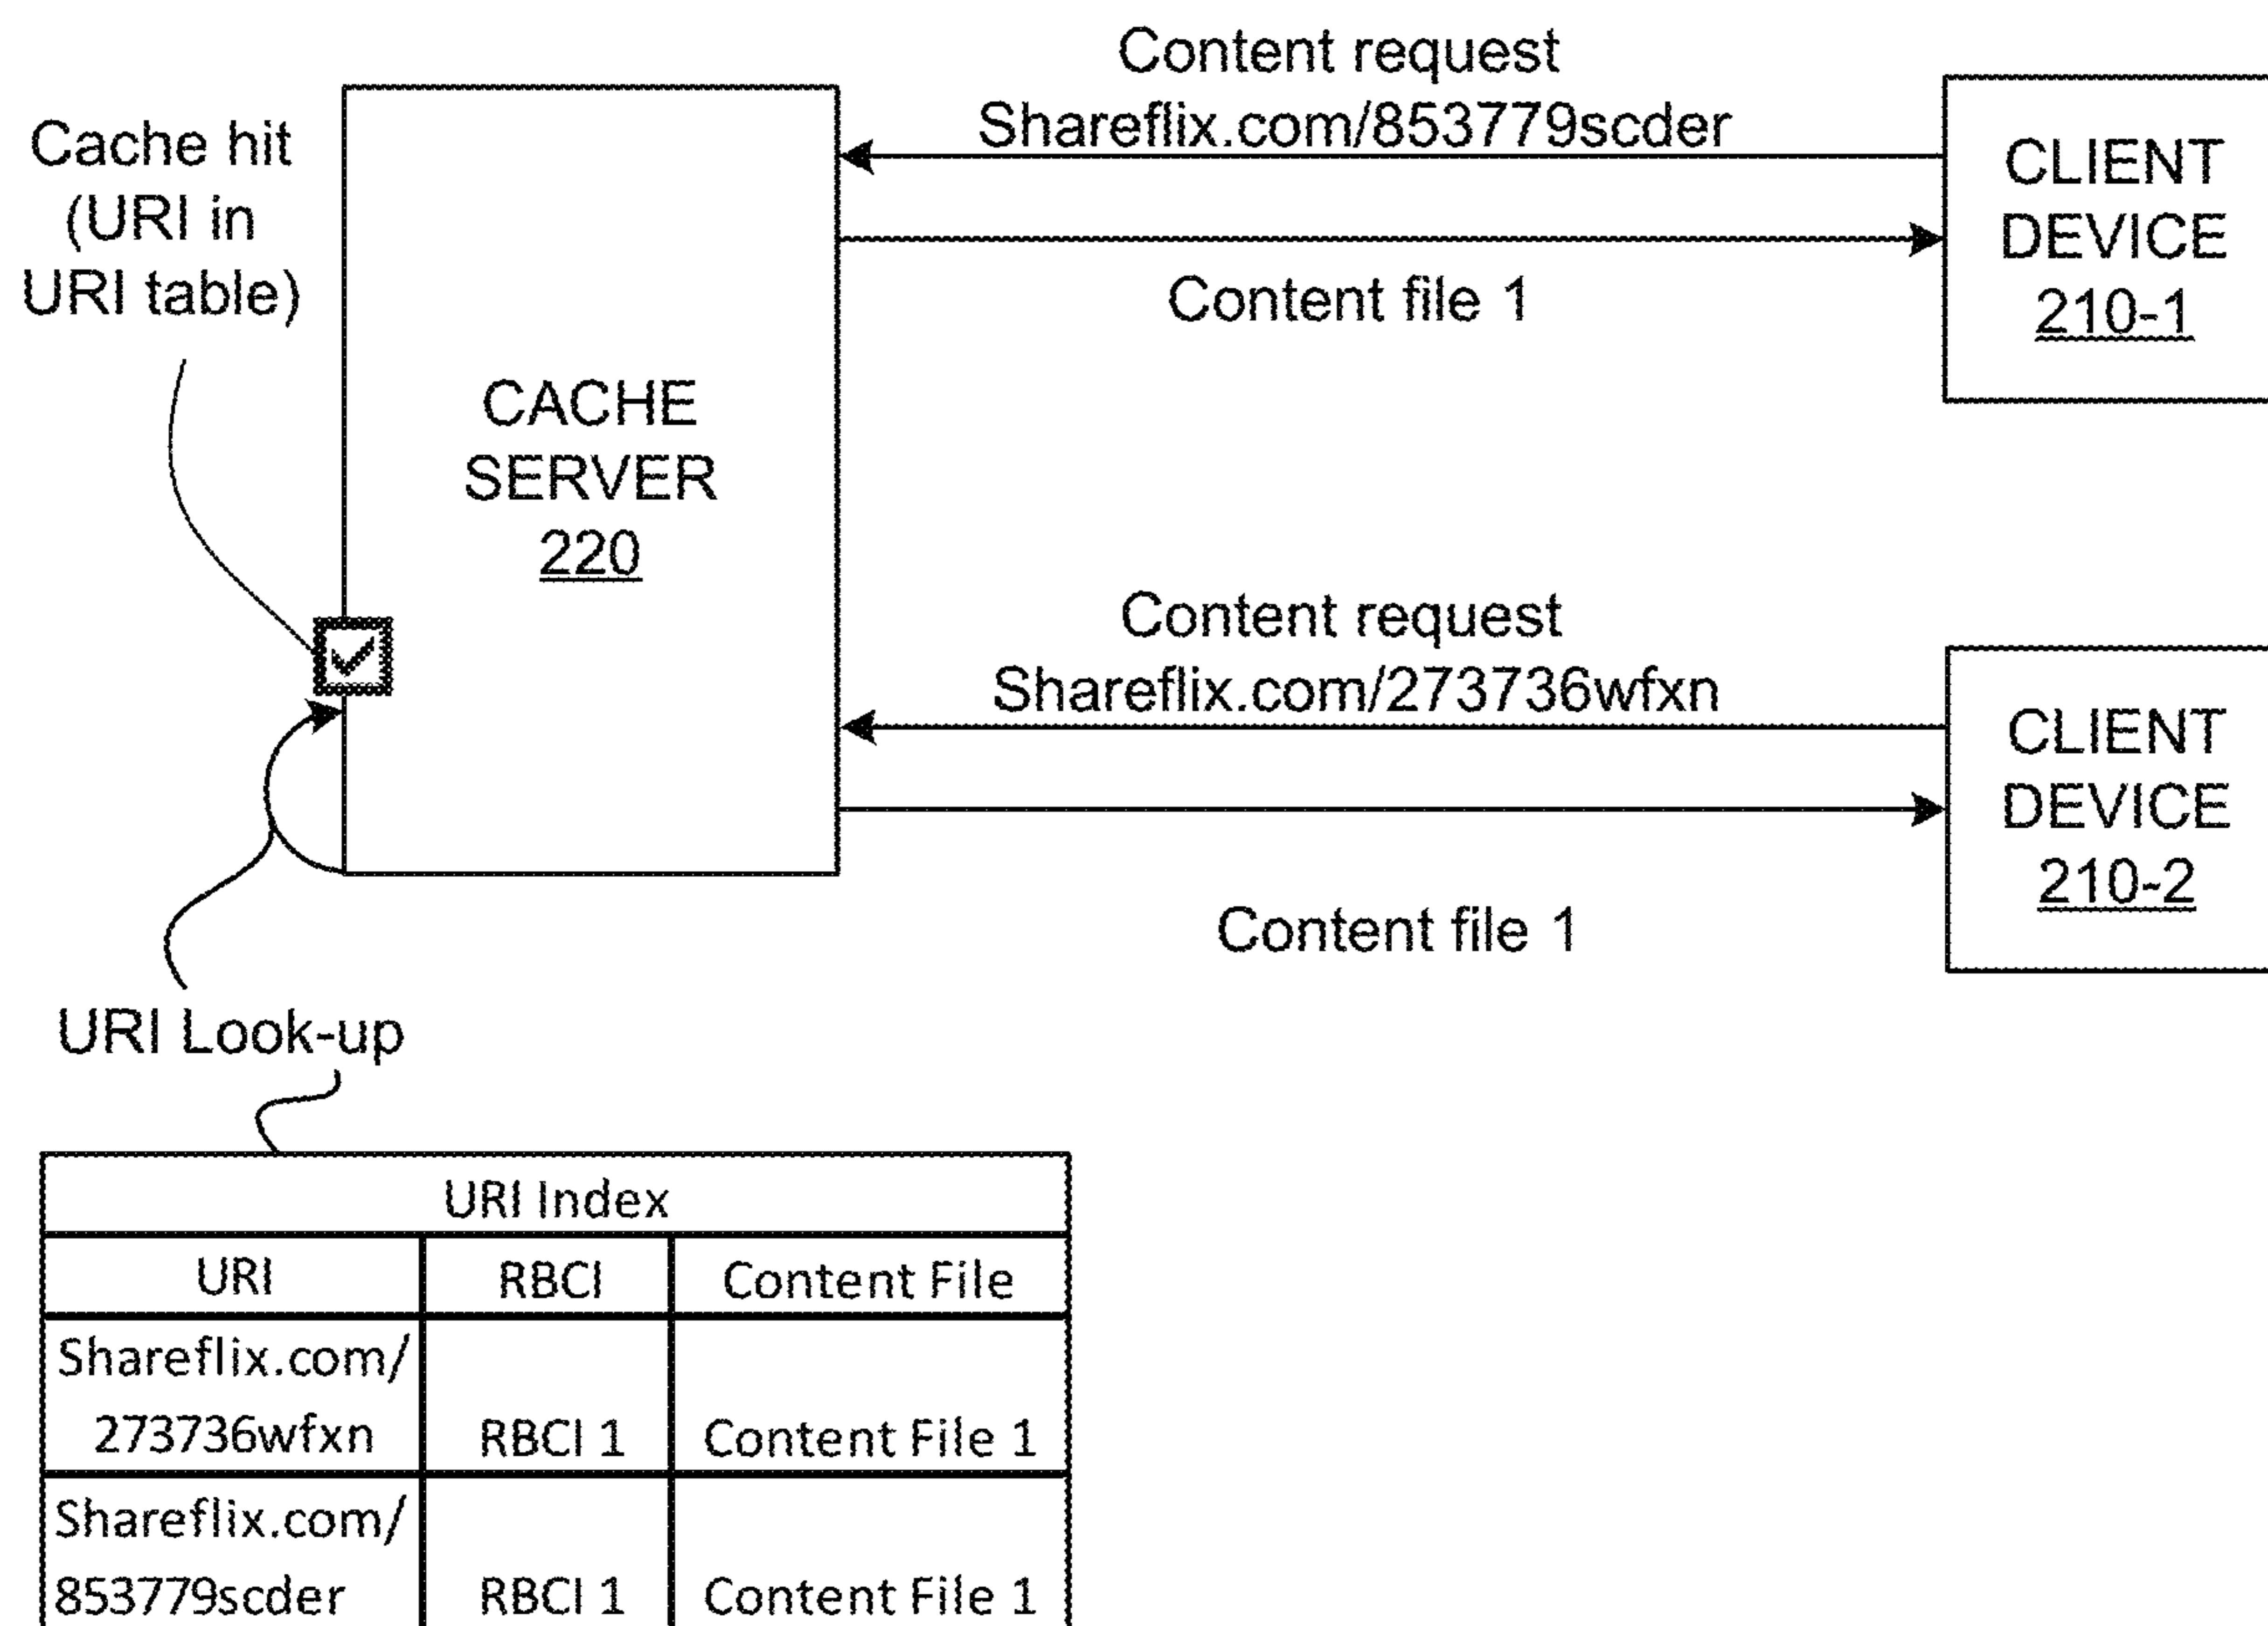 Content request
Shareflix.com/853779scder
Cache hit
(URI in
URI table)
CLIENT
DEVICE
210-1
Content file 1
CACHE
SERVER
220
Content request
Shareflix.com/273736wfxn
CLIENT
DEVICE
210-2
Content file 1
URI Look-up
URI Index
URI RBCI Content File
Shareflix.com/
273736wfxn RBCI 1 Content File 1
Shareflix.com/
853779scder RBCI 1 Content File 1